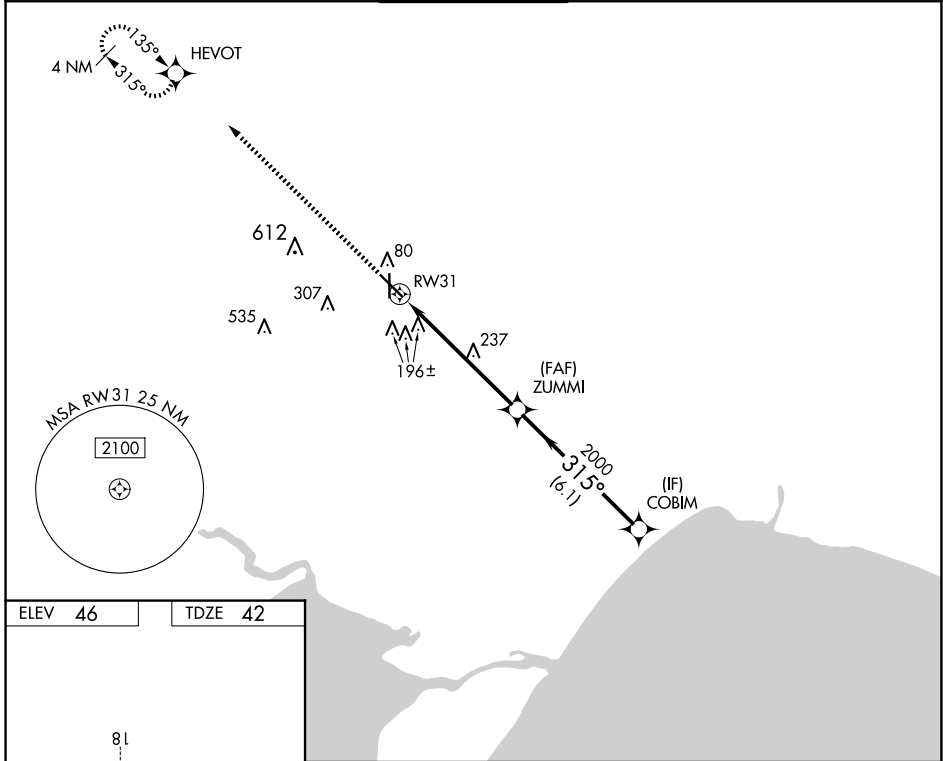 135°
HEVOT
4 NM
315°
612
80
RW31
307
535
237
196±
(FAF)
ZUMMI
MSA RW31 25 NM
2100
2000
315°
(6.1)
(IF)
COBIM
ELEV 46
TDZE 42
18